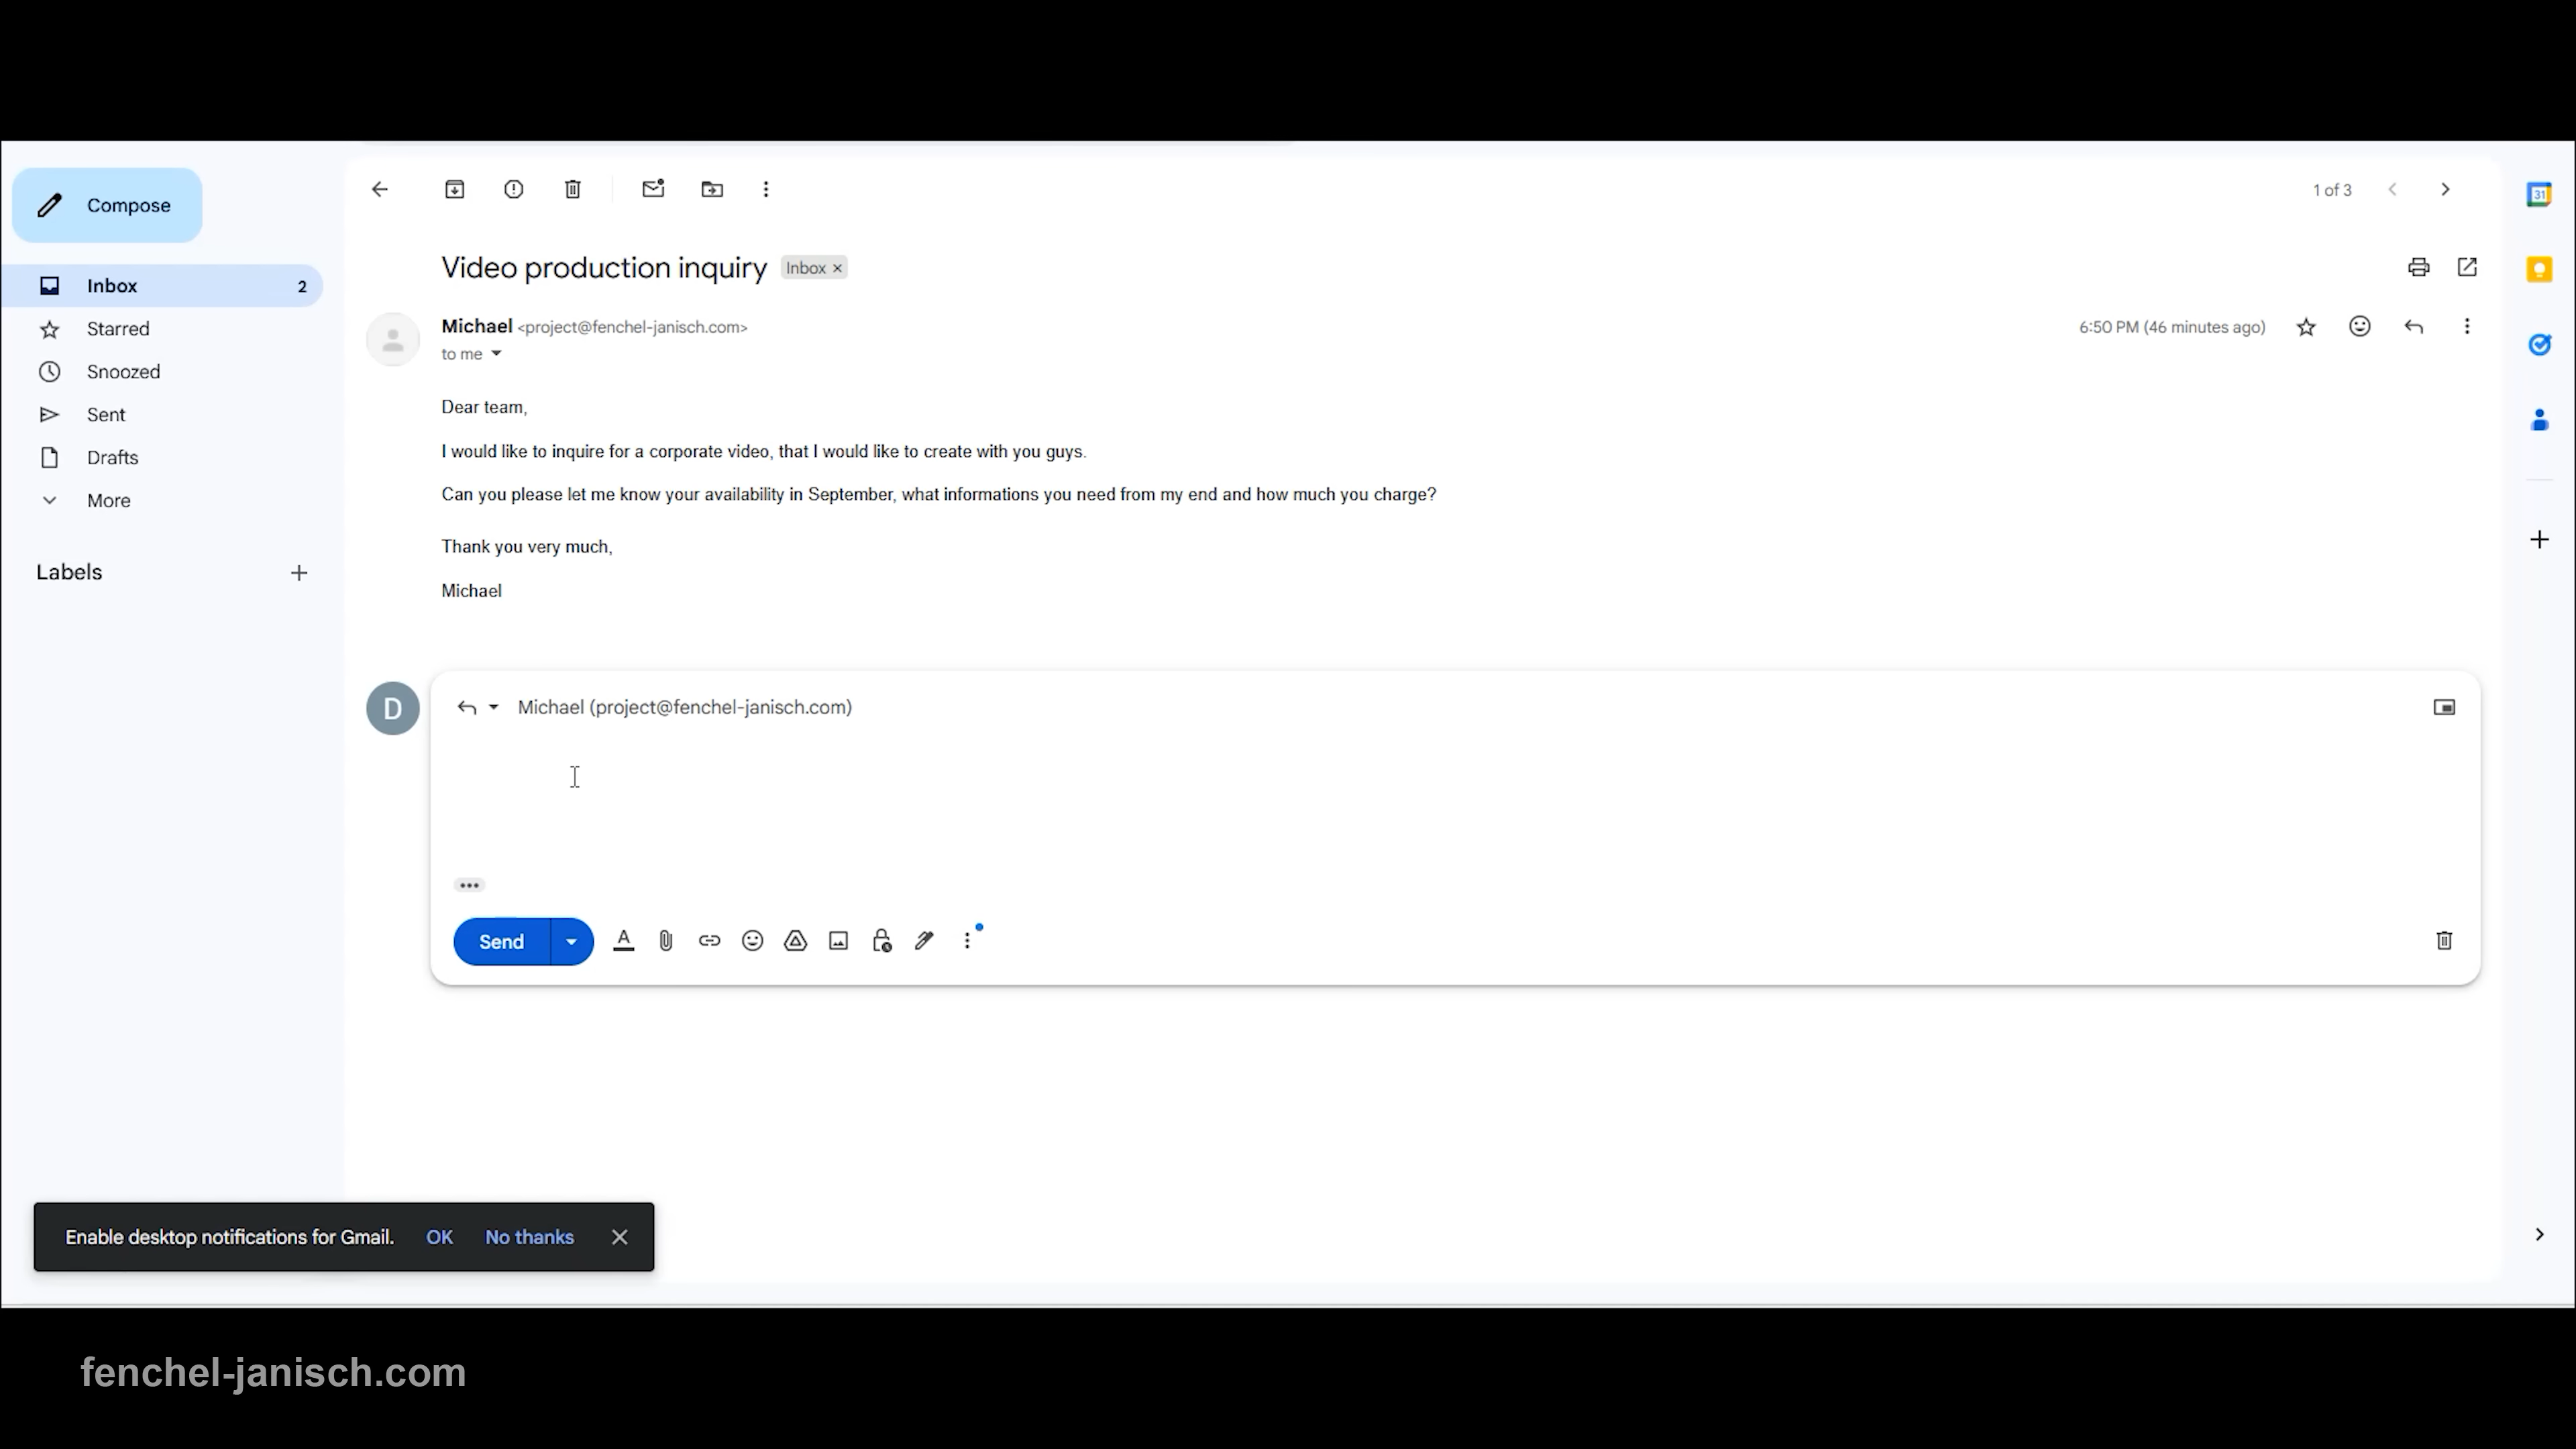 Compose
Inbox 2
Starred
Snoozed
Sent
Drafts
More
Labels
1 of 3
31
Video production inquiry Inbox ×
Michael <project@fenchel-janisch.com>
6:50 PM (46 minutes ago)
to me
Dear team,
I would like to inquire for a corporate video, that I would like to create with you guys.
Can you please let me know your availability in September, what informations you need from my end and how much you charge?
Thank you very much,
Michael
D
Michael (project@fenchel-janisch.com)
Send
Enable desktop notifications for Gmail. OK No thanks
fenchel-janisch.com